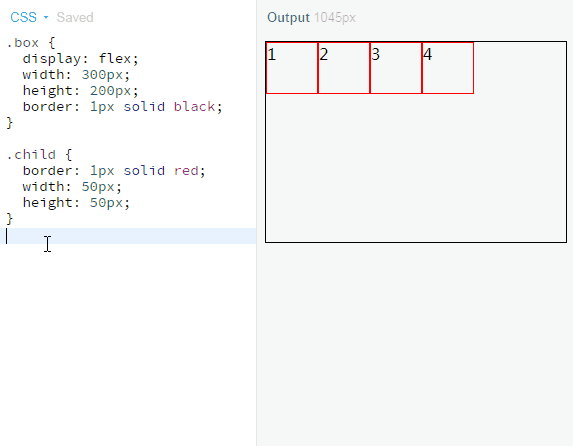 CSS Saved
.box {
display: flex;
width: 300px;
height: 200px;
border: 1px solid black;
}
.child {
border: 1px solid red;
width: 50px;
height: 50px;
}
Output 1045px
1 2 3 4